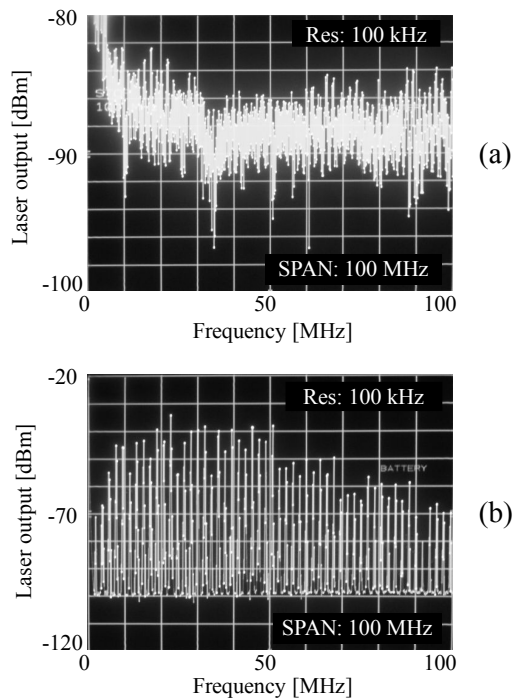 -80
Res: 100 kHz
Laser output [dBm]
-90
(a)
SPAN: 100 MHz
-100
0
50
100
Frequency [MHz]
-20
Res: 100 kHz
BATTERY
Laser output [dBm]
-70
(b)
SPAN: 100 MHz
-120
0
50
100
Frequency [MHz]